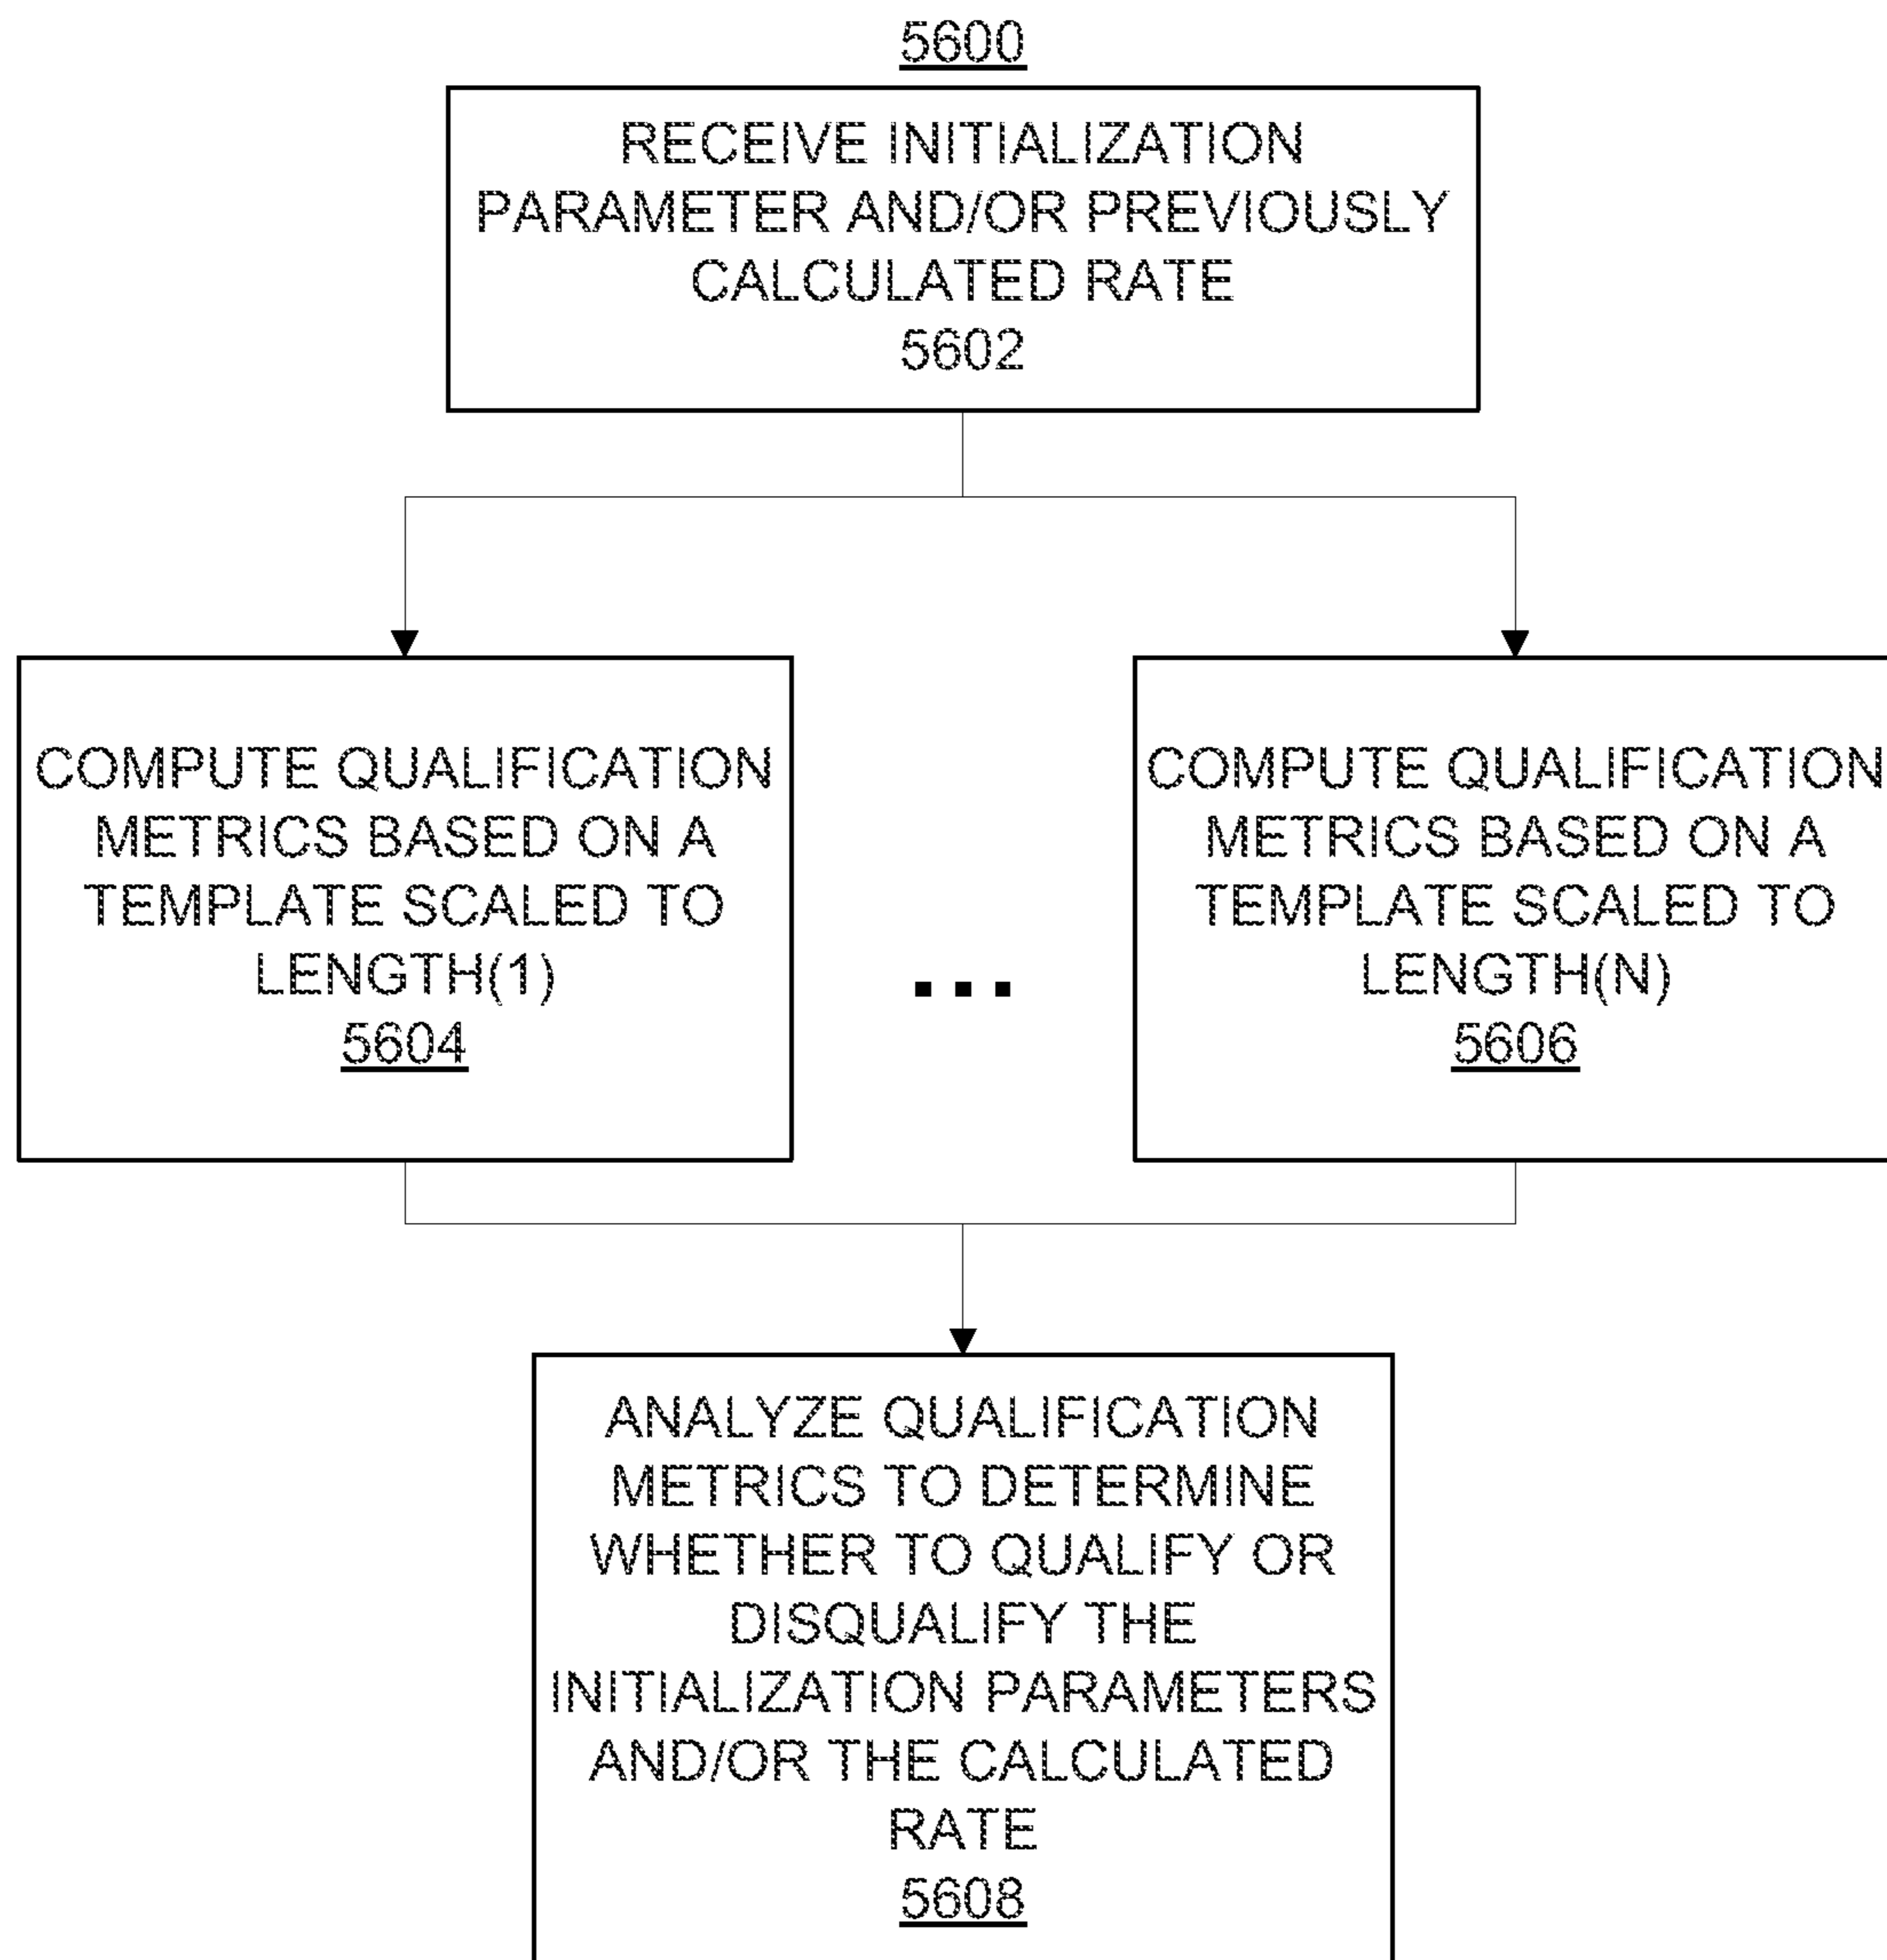 5600
RECEIVE INITIALIZATION
PARAMETER AND/OR PREVIOUSLY
CALCULATED RATE
5602
COMPUTE QUALIFICATION
METRICS BASED ON A
TEMPLATE SCALED TO
LENGTH(1)
5604
...
COMPUTE QUALIFICATION
METRICS BASED ON A
TEMPLATE SCALED TO
LENGTH(N)
5606
ANALYZE QUALIFICATION
METRICS TO DETERMINE
WHETHER TO QUALIFY OR
DISQUALIFY THE
INITIALIZATION PARAMETERS
AND/OR THE CALCULATED
RATE
5608